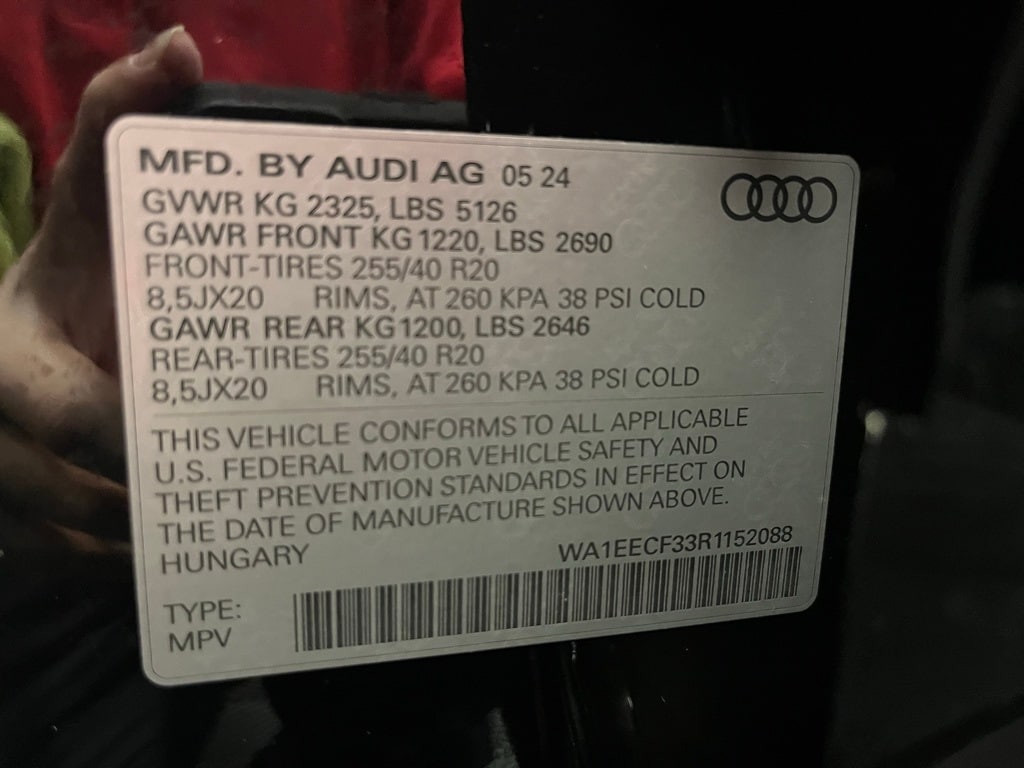 MFD. BY AUDI AG 05 24
GVWR KG 2325, LBS 5126
GAWR FRONT KG 1220, LBS 2690
FRONT-TIRES 255/40 R20
8,5JX20 RIMS, AT 260 KPA 38 PSI COLD
GAWR REAR KG 1200, LBS 2646
REAR-TIRES 255/40 R20
8,5JX20 RIMS, AT 260 KPA 38 PSI COLD
THIS VEHICLE CONFORMS TO ALL APPLICABLE
U.S. FEDERAL MOTOR VEHICLE SAFETY AND
THEFT PREVENTION STANDARDS IN EFFECT ON
THE DATE OF MANUFACTURE SHOWN ABOVE.
HUNGARY WA1EECF33R1152088
TYPE:
MPV